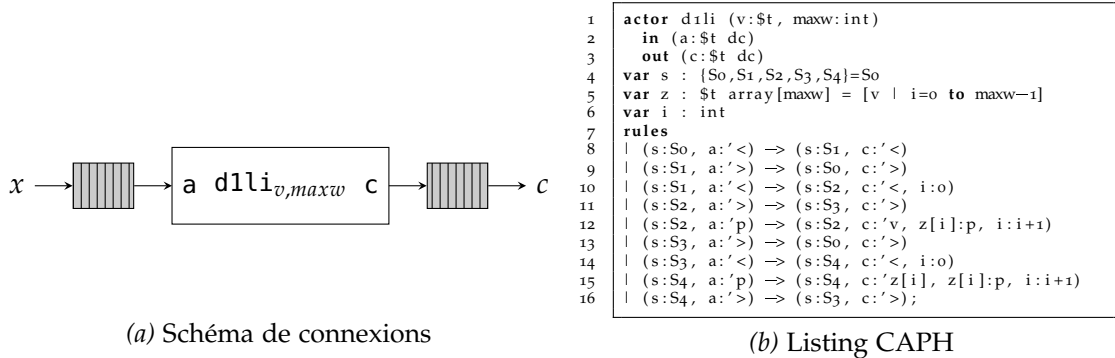 x a d1li v,maxw c c
(a) Schéma de connexions
1 actor d1li (v:$t, maxw:int)
2 in (a:$t dc)
3 out (c:$t dc)
4 var s : {S0,S1,S2,S3,S4}=S0
5 var z : $t array[maxw] = [v | i=0 to maxw−1]
6 var i : int
7 rules
8 | (s:S0, a:'<) −> (s:S1, c:'<)
9 | (s:S1, a:'>) −> (s:S0, c:'>)
10 | (s:S1, a:'<) −> (s:S2, c:'<, i:0)
11 | (s:S2, a:'>) −> (s:S3, c:'>)
12 | (s:S2, a:'p) −> (s:S2, c:'v, z[i]:p, i:i+1)
13 | (s:S3, a:'>) −> (s:S0, c:'>)
14 | (s:S3, a:'<) −> (s:S4, c:'<, i:0)
15 | (s:S4, a:'p) −> (s:S4, c:'z[i], z[i]:p, i:i+1)
16 | (s:S4, a:'>) −> (s:S3, c:'>);
(b) Listing CAPH